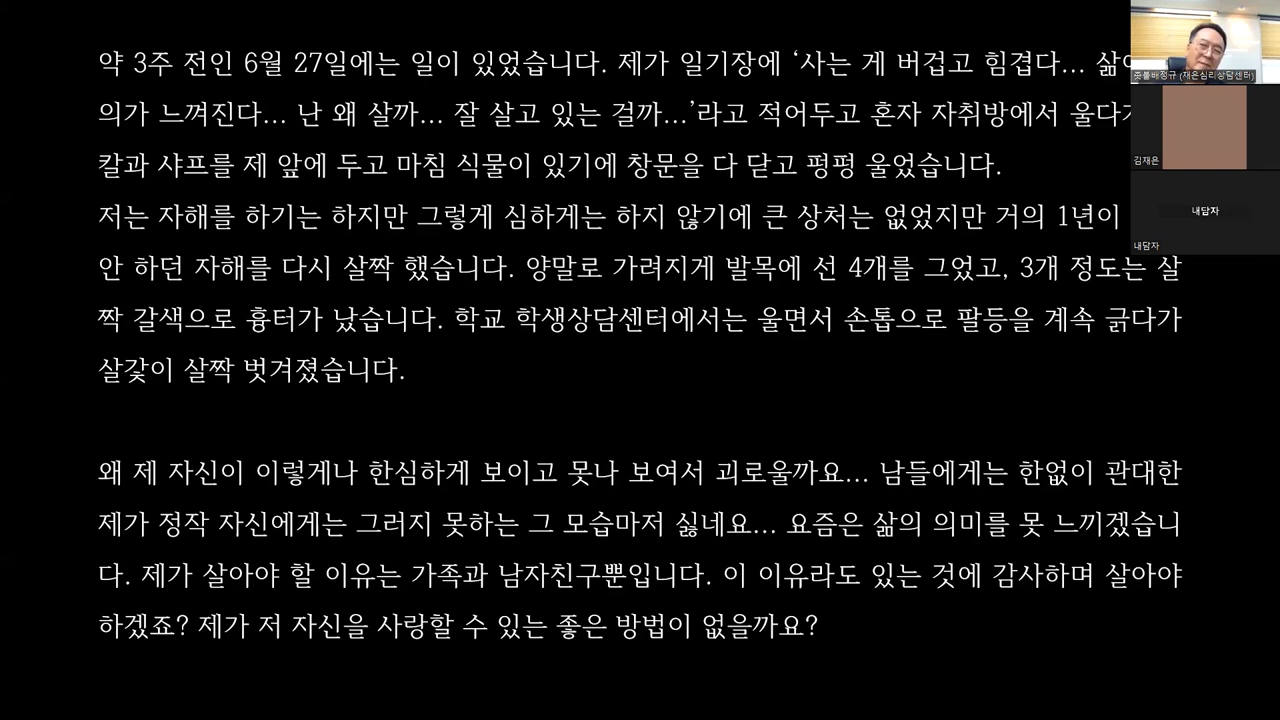 약 3주 전인 6월 27일에는 일이 있었습니다. 제가 일기장에 ‘사는 게 버겁고 힘겹다... 삶에
의가 느껴진다... 난 왜 살까... 잘 살고 있는 걸까...’라고 적어두고 혼자 자취방에서 울다가
칼과 샤프를 제 앞에 두고 마침 식물이 있기에 창문을 다 닫고 펑펑 울었습니다.
저는 자해를 하기는 하지만 그렇게 심하게는 하지 않기에 큰 상처는 없었지만 거의 1년이
안 하던 자해를 다시 살짝 했습니다. 양말로 가려지게 발목에 선 4개를 그었고, 3개 정도는 살
짝 갈색으로 흉터가 났습니다. 학교 학생상담센터에서는 울면서 손톱으로 팔등을 계속 긁다가
살갗이 살짝 벗겨졌습니다.
왜 제 자신이 이렇게나 한심하게 보이고 못나 보여서 괴로울까요... 남들에게는 한없이 관대한
제가 정작 자신에게는 그러지 못하는 그 모습마저 싫네요... 요즘은 삶의 의미를 못 느끼겠습니
다. 제가 살아야 할 이유는 가족과 남자친구뿐입니다. 이 이유라도 있는 것에 감사하며 살아야
하겠죠? 제가 저 자신을 사랑할 수 있는 좋은 방법이 없을까요?
촛불배정규 (재은심리상담센터)
김재은
내담자
내담자